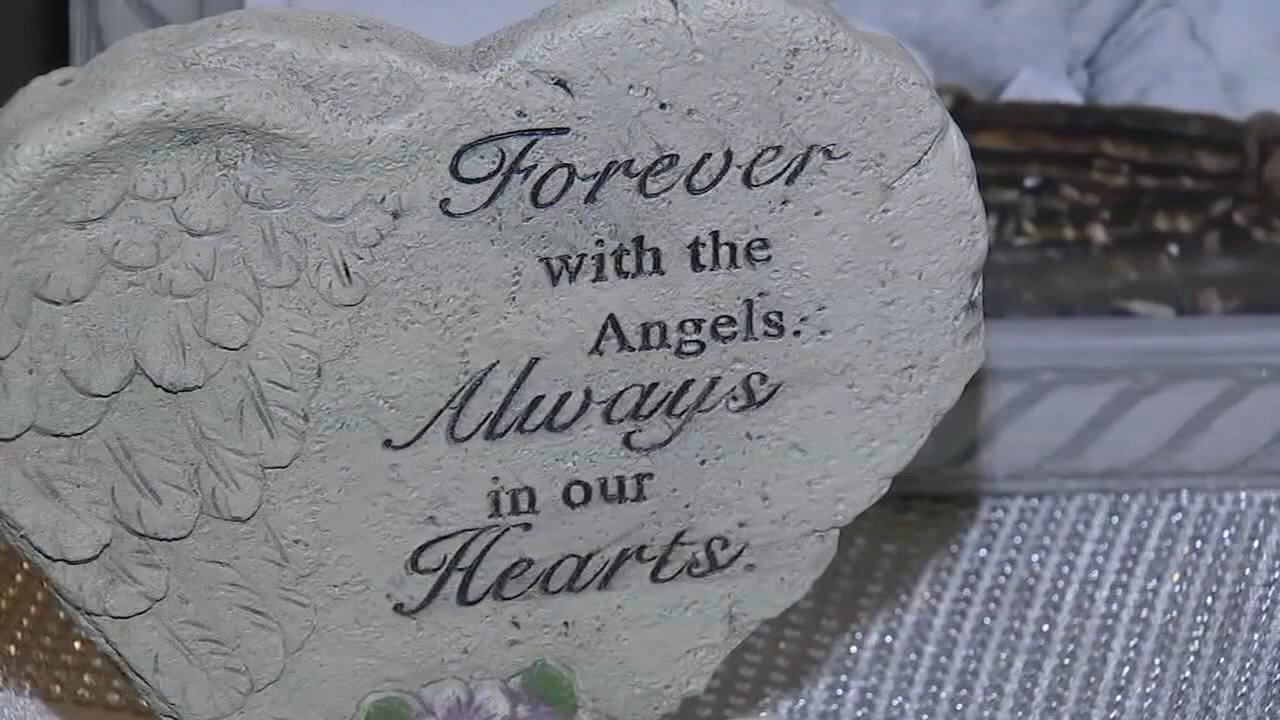 Forever
with the
Angels.
Always
in our
Hearts.